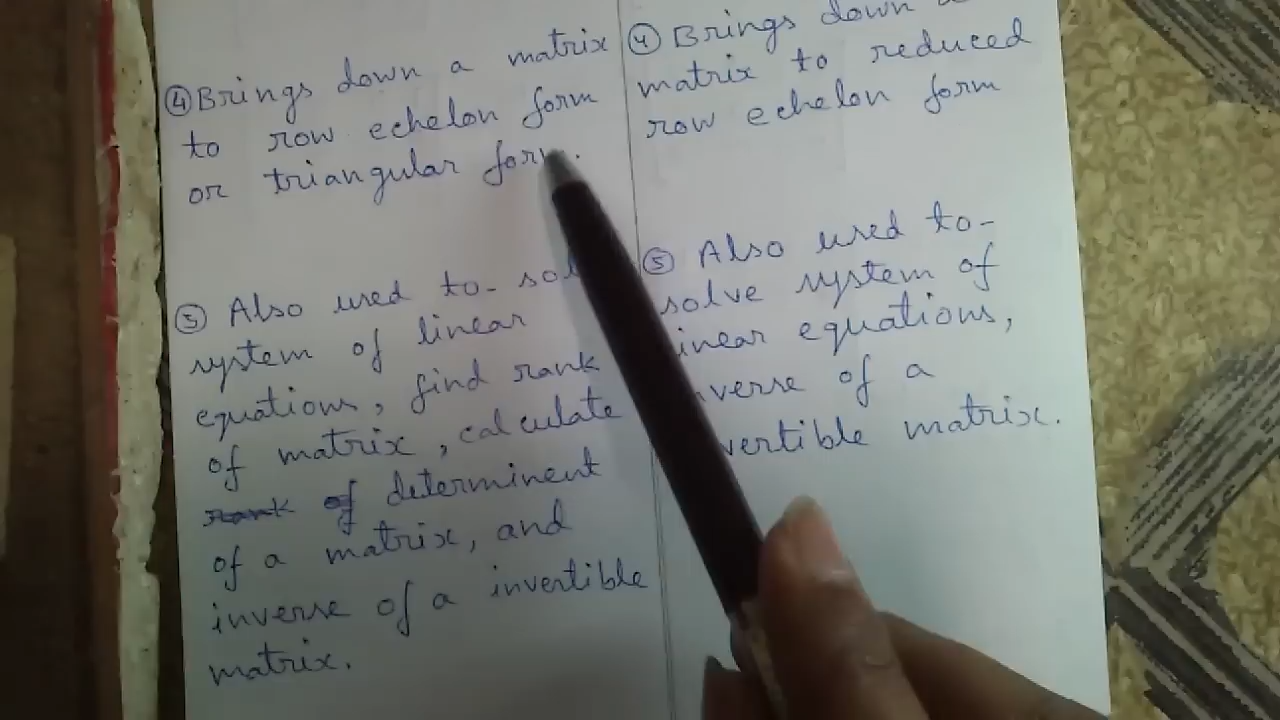 ④ Brings down a matrix
to row echelon form
or triangular form.
⑤ Also used to-
system of linear
equations, find rank
of matrix, calculate
rank of determinent
of a matrix, and
inverse of a invertible
matrix.
④ Brings down
matrix to reduced
row echelon form
⑤ Also used to-
solve system of
linear equations,
inverse of a
invertible matrix.